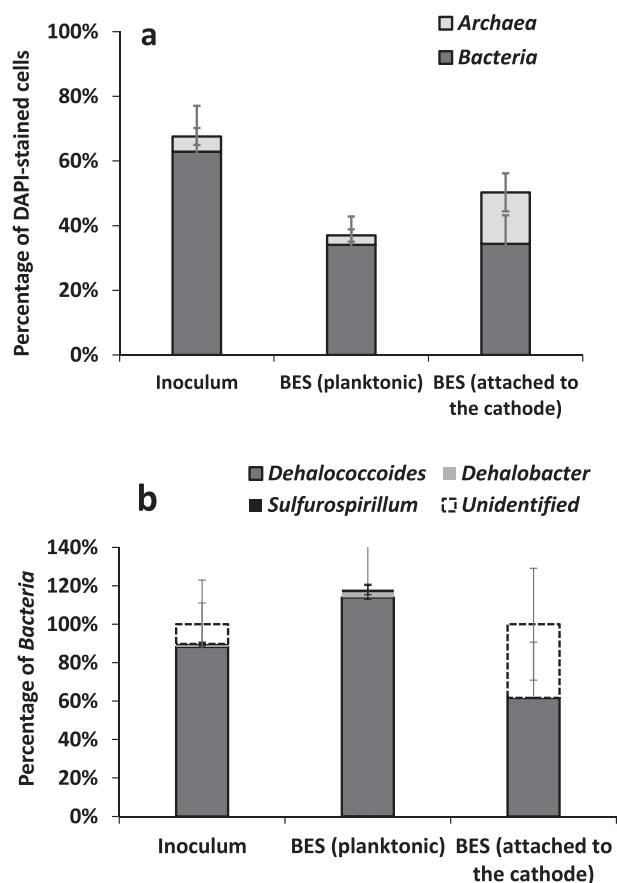 a
Archaea
Bacteria
Percentage of DAPI-stained cells
100%
80%
60%
40%
20%
0%
Inoculum
BES (planktonic)
BES (attached to
the cathode)
b
Dehalococcoides
Dehalobacter
Sulfurospirillum
Unidentified
Percentage of Bacteria
140%
120%
100%
80%
60%
40%
20%
0%
Inoculum
BES (planktonic)
BES (attached to
the cathode)